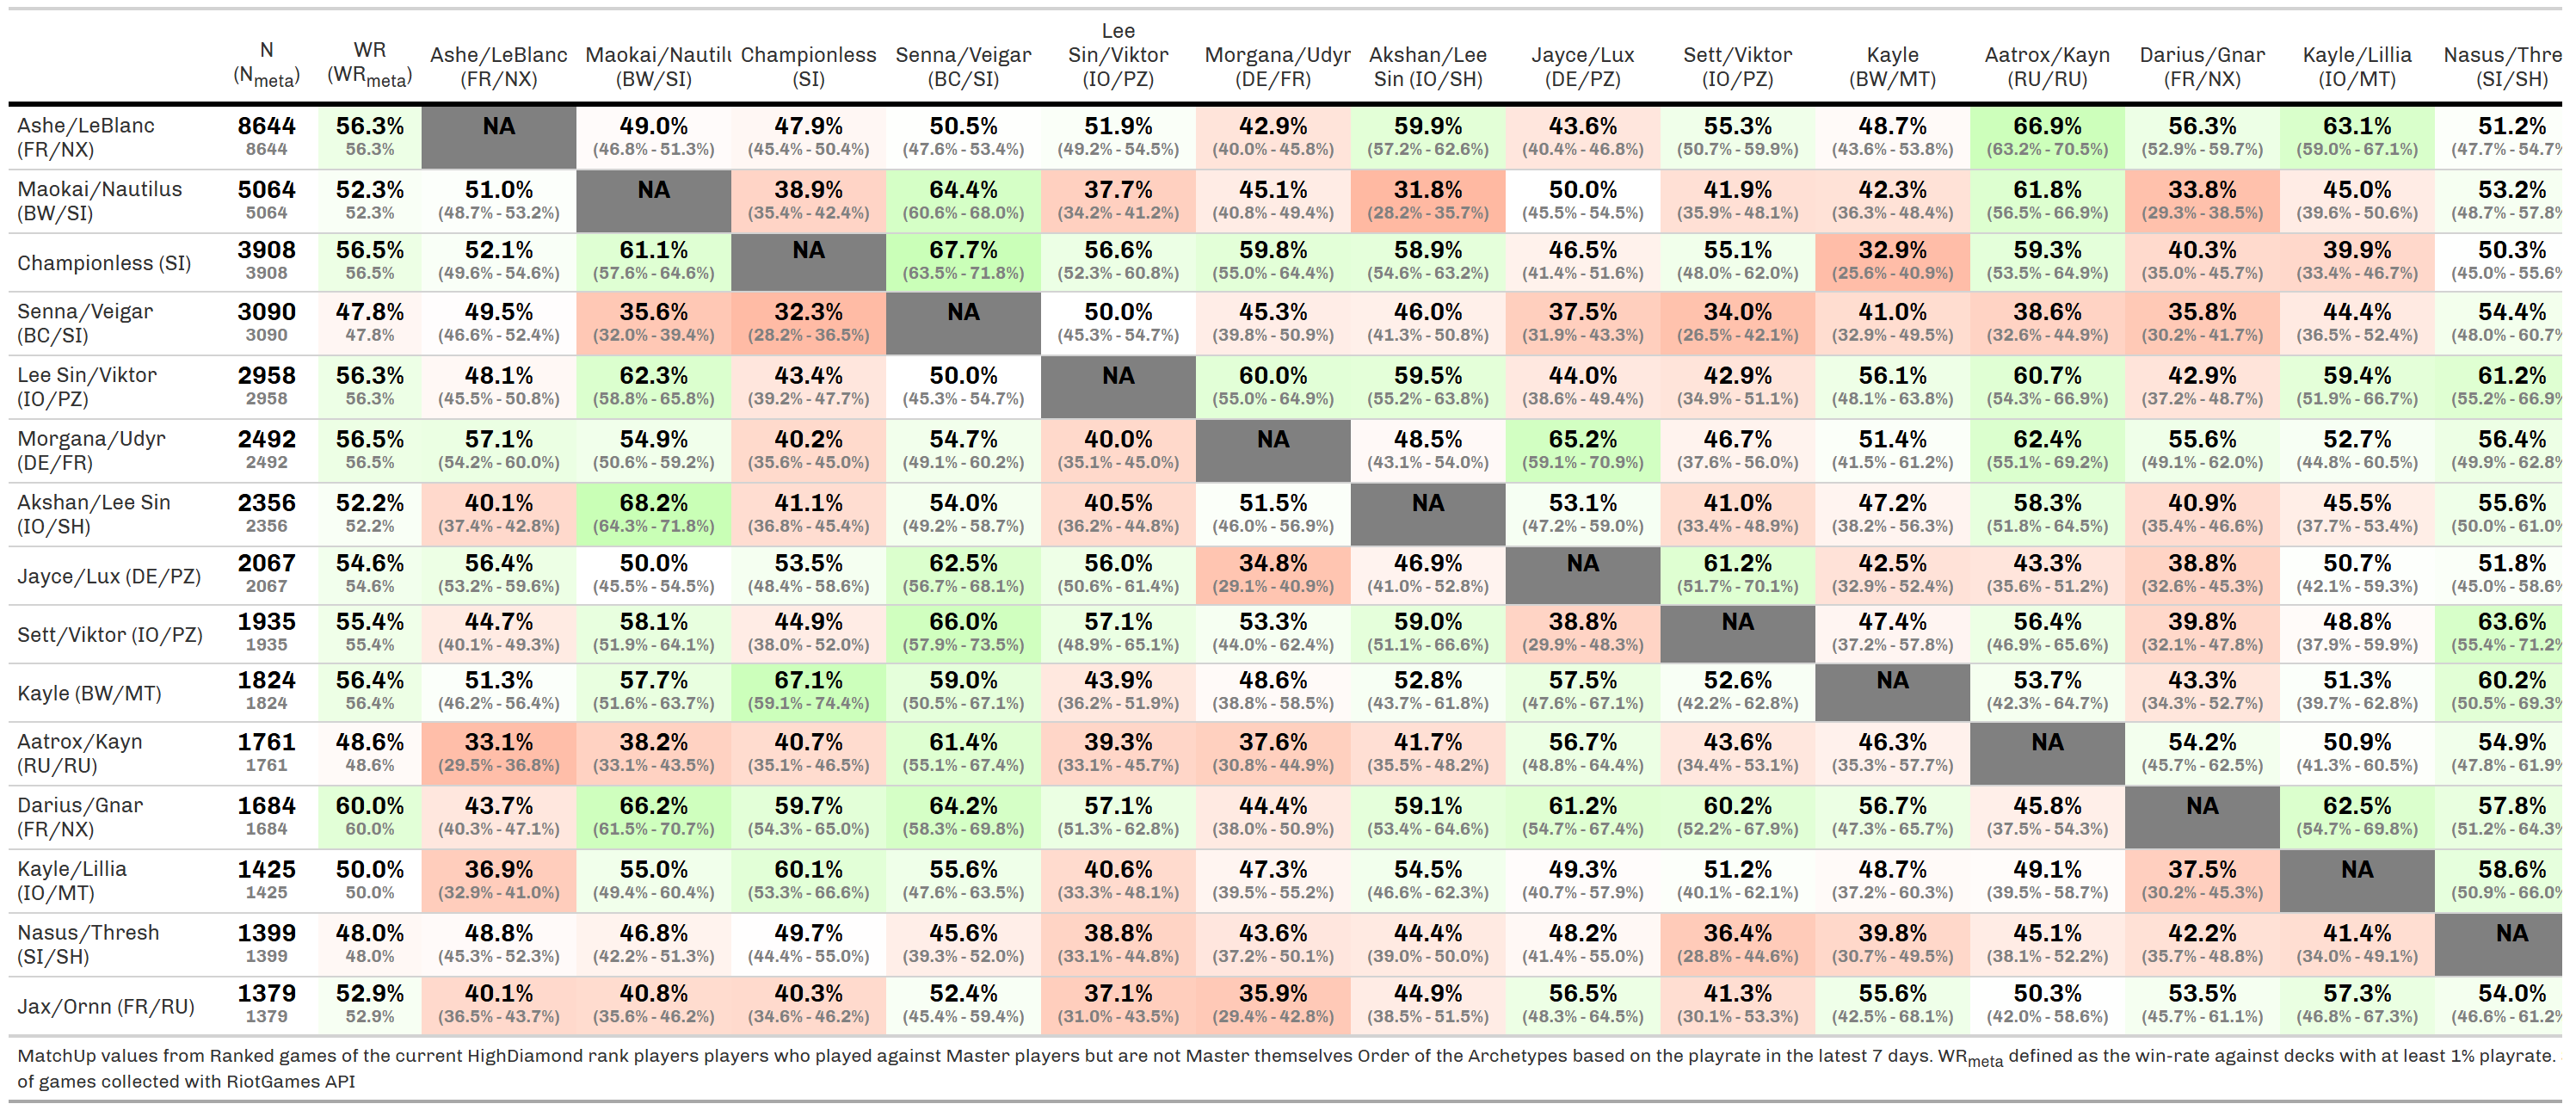 N WR Lee
(Nmeta) (WRmeta) Ashe/LeBlanc Maokai/Nautilu Championless Senna/Veigar Sin/Viktor Morgana/Udyr Akshan/Lee Jayce/Lux Sett/Viktor Kayle Aatrox/Kayn Darius/Gnar Kayle/Lillia Nasus/Thre
(FR/NX) (BW/SI) (SI) (BC/SI) (IO/PZ) (DE/FR) Sin (IO/SH) (DE/PZ) (IO/PZ) (BW/MT) (RU/RU) (FR/NX) (IO/MT) (SI/SH)
Ashe/LeBlanc 8644 56.3% NA 49.0% 47.9% 50.5% 51.9% 42.9% 59.9% 43.6% 55.3% 48.7% 66.9% 56.3% 63.1% 51.2%
(FR/NX) 8644 56.3% (46.8% - 51.3%) (45.4% - 50.4%) (47.6% - 53.4%) (49.2% - 54.5%) (40.0% - 45.8%) (57.2% - 62.6%) (40.4% - 46.8%) (50.7% - 59.9%) (43.6% - 53.8%) (63.2% - 70.5%) (52.9% - 59.7%) (59.0% - 67.1%) (47.7% - 54.7%
Maokai/Nautilus 5064 52.3% 51.0% NA 38.9% 64.4% 37.7% 45.1% 31.8% 50.0% 41.9% 42.3% 61.8% 33.8% 45.0% 53.2%
(BW/SI) 5064 52.3% (48.7% - 53.2%) (35.4% - 42.4%) (60.6% - 68.0%) (34.2% - 41.2%) (40.8% - 49.4%) (28.2% - 35.7%) (45.5% - 54.5%) (35.9% - 48.1%) (36.3% - 48.4%) (56.5% - 66.9%) (29.3% - 38.5%) (39.6% - 50.6%) (48.7% - 57.8%
Championless (SI) 3908 56.5% 52.1% 61.1% NA 67.7% 56.6% 59.8% 58.9% 46.5% 55.1% 32.9% 59.3% 40.3% 39.9% 50.3%
3908 56.5% (49.6% - 54.6%) (57.6% - 64.6%) (63.5% - 71.8%) (52.3% - 60.8%) (55.0% - 64.4%) (54.6% - 63.2%) (41.4% - 51.6%) (48.0% - 62.0%) (25.6% - 40.9%) (53.5% - 64.9%) (35.0% - 45.7%) (33.4% - 46.7%) (45.0% - 55.6%
Senna/Veigar 3090 47.8% 49.5% 35.6% 32.3% NA 50.0% 45.3% 46.0% 37.5% 34.0% 41.0% 38.6% 35.8% 44.4% 54.4%
(BC/SI) 3090 47.8% (46.6% - 52.4%) (32.0% - 39.4%) (28.2% - 36.5%) (45.3% - 54.7%) (39.8% - 50.9%) (41.3% - 50.8%) (31.9% - 43.3%) (26.5% - 42.1%) (32.9% - 49.5%) (32.6% - 44.9%) (30.2% - 41.7%) (36.5% - 52.4%) (48.0% - 60.7%
Lee Sin/Viktor 2958 56.3% 48.1% 62.3% 43.4% 50.0% NA 60.0% 59.5% 44.0% 42.9% 56.1% 60.7% 42.9% 59.4% 61.2%
(IO/PZ) 2958 56.3% (45.5% - 50.8%) (58.8% - 65.8%) (39.2% - 47.7%) (45.3% - 54.7%) (55.0% - 64.9%) (55.2% - 63.8%) (38.6% - 49.4%) (34.9% - 51.1%) (48.1% - 63.8%) (54.3% - 66.9%) (37.2% - 48.7%) (51.9% - 66.7%) (55.2% - 66.9%
Morgana/Udyr 2492 56.5% 57.1% 54.9% 40.2% 54.7% 40.0% NA 48.5% 65.2% 46.7% 51.4% 62.4% 55.6% 52.7% 56.4%
(DE/FR) 2492 56.5% (54.2% - 60.0%) (50.6% - 59.2%) (35.6% - 45.0%) (49.1% - 60.2%) (35.1% - 45.0%) (43.1% - 54.0%) (59.1% - 70.9%) (37.6% - 56.0%) (41.5% - 61.2%) (55.1% - 69.2%) (49.1% - 62.0%) (44.8% - 60.5%) (49.9% - 62.8%
Akshan/Lee Sin 2356 52.2% 40.1% 68.2% 41.1% 54.0% 40.5% 51.5% NA 53.1% 41.0% 47.2% 58.3% 40.9% 45.5% 55.6%
(IO/SH) 2356 52.2% (37.4% - 42.8%) (64.3% - 71.8%) (36.8% - 45.4%) (49.2% - 58.7%) (36.2% - 44.8%) (46.0% - 56.9%) (47.2% - 59.0%) (33.4% - 48.9%) (38.2% - 56.3%) (51.8% - 64.5%) (35.4% - 46.6%) (37.7% - 53.4%) (50.0% - 61.0%
Jayce/Lux (DE/PZ) 2067 54.6% 56.4% 50.0% 53.5% 62.5% 56.0% 34.8% 46.9% NA 61.2% 42.5% 43.3% 38.8% 50.7% 51.8%
2067 54.6% (53.2% - 59.6%) (45.5% - 54.5%) (48.4% - 58.6%) (56.7% - 68.1%) (50.6% - 61.4%) (29.1% - 40.9%) (41.0% - 52.8%) (51.7% - 70.1%) (32.9% - 52.4%) (35.6% - 51.2%) (32.6% - 45.3%) (42.1% - 59.3%) (45.0% - 58.6%
Sett/Viktor (IO/PZ) 1935 55.4% 44.7% 58.1% 44.9% 66.0% 57.1% 53.3% 59.0% 38.8% NA 47.4% 56.4% 39.8% 48.8% 63.6%
1935 55.4% (40.1% - 49.3%) (51.9% - 64.1%) (38.0% - 52.0%) (57.9% - 73.5%) (48.9% - 65.1%) (44.0% - 62.4%) (51.1% - 66.6%) (29.9% - 48.3%) (37.2% - 57.8%) (46.9% - 65.6%) (32.1% - 47.8%) (37.9% - 59.9%) (55.4% - 71.2%
Kayle (BW/MT) 1824 56.4% 51.3% 57.7% 67.1% 59.0% 43.9% 48.6% 52.8% 57.5% 52.6% NA 53.7% 43.3% 51.3% 60.2%
1824 56.4% (46.2% - 56.4%) (51.6% - 63.7%) (59.1% - 74.4%) (50.5% - 67.1%) (36.2% - 51.9%) (38.8% - 58.5%) (43.7% - 61.8%) (47.6% - 67.1%) (42.2% - 62.8%) (42.3% - 64.7%) (34.3% - 52.7%) (39.7% - 62.8%) (50.5% - 69.3%
Aatrox/Kayn 1761 48.6% 33.1% 38.2% 40.7% 61.4% 39.3% 37.6% 41.7% 56.7% 43.6% 46.3% NA 54.2% 50.9% 54.9%
(RU/RU) 1761 48.6% (29.5% - 36.8%) (33.1% - 43.5%) (35.1% - 46.5%) (55.1% - 67.4%) (33.1% - 45.7%) (30.8% - 44.9%) (35.5% - 48.2%) (48.8% - 64.4%) (34.4% - 53.1%) (35.3% - 57.7%) (45.7% - 62.5%) (41.3% - 60.5%) (47.8% - 61.9%
Darius/Gnar 1684 60.0% 43.7% 66.2% 59.7% 64.2% 57.1% 44.4% 59.1% 61.2% 60.2% 56.7% 45.8% NA 62.5% 57.8%
(FR/NX) 1684 60.0% (40.3% - 47.1%) (61.5% - 70.7%) (54.3% - 65.0%) (58.3% - 69.8%) (51.3% - 62.8%) (38.0% - 50.9%) (53.4% - 64.6%) (54.7% - 67.4%) (52.2% - 67.9%) (47.3% - 65.7%) (37.5% - 54.3%) (54.7% - 69.8%) (51.2% - 64.3%
Kayle/Lillia 1425 50.0% 36.9% 55.0% 60.1% 55.6% 40.6% 47.3% 54.5% 49.3% 51.2% 48.7% 49.1% 37.5% NA 58.6%
(IO/MT) 1425 50.0% (32.9% - 41.0%) (49.4% - 60.4%) (53.3% - 66.6%) (47.6% - 63.5%) (33.3% - 48.1%) (39.5% - 55.2%) (46.6% - 62.3%) (40.7% - 57.9%) (40.1% - 62.1%) (37.2% - 60.3%) (39.5% - 58.7%) (30.2% - 45.3%) (50.9% - 66.0%
Nasus/Thresh 1399 48.0% 48.8% 46.8% 49.7% 45.6% 38.8% 43.6% 44.4% 48.2% 36.4% 39.8% 45.1% 42.2% 41.4% NA
(SI/SH) 1399 48.0% (45.3% - 52.3%) (42.2% - 51.3%) (44.4% - 55.0%) (39.3% - 52.0%) (33.1% - 44.8%) (37.2% - 50.1%) (39.0% - 50.0%) (41.4% - 55.0%) (28.8% - 44.6%) (30.7% - 49.5%) (38.1% - 52.2%) (35.7% - 48.8%) (34.0% - 49.1%)
Jax/Ornn (FR/RU) 1379 52.9% 40.1% 40.8% 40.3% 52.4% 37.1% 35.9% 44.9% 56.5% 41.3% 55.6% 50.3% 53.5% 57.3% 54.0%
1379 52.9% (36.5% - 43.7%) (35.6% - 46.2%) (34.6% - 46.2%) (45.4% - 59.4%) (31.0% - 43.5%) (29.4% - 42.8%) (38.5% - 51.5%) (48.3% - 64.5%) (30.1% - 53.3%) (42.5% - 68.1%) (42.0% - 58.6%) (45.7% - 61.1%) (46.8% - 67.3%) (46.6% - 61.2%
MatchUp values from Ranked games of the current HighDiamond rank players players who played against Master players but are not Master themselves Order of the Archetypes based on the playrate in the latest 7 days. WRmeta defined as the win-rate against decks with at least 1% playrate.
of games collected with RiotGames API